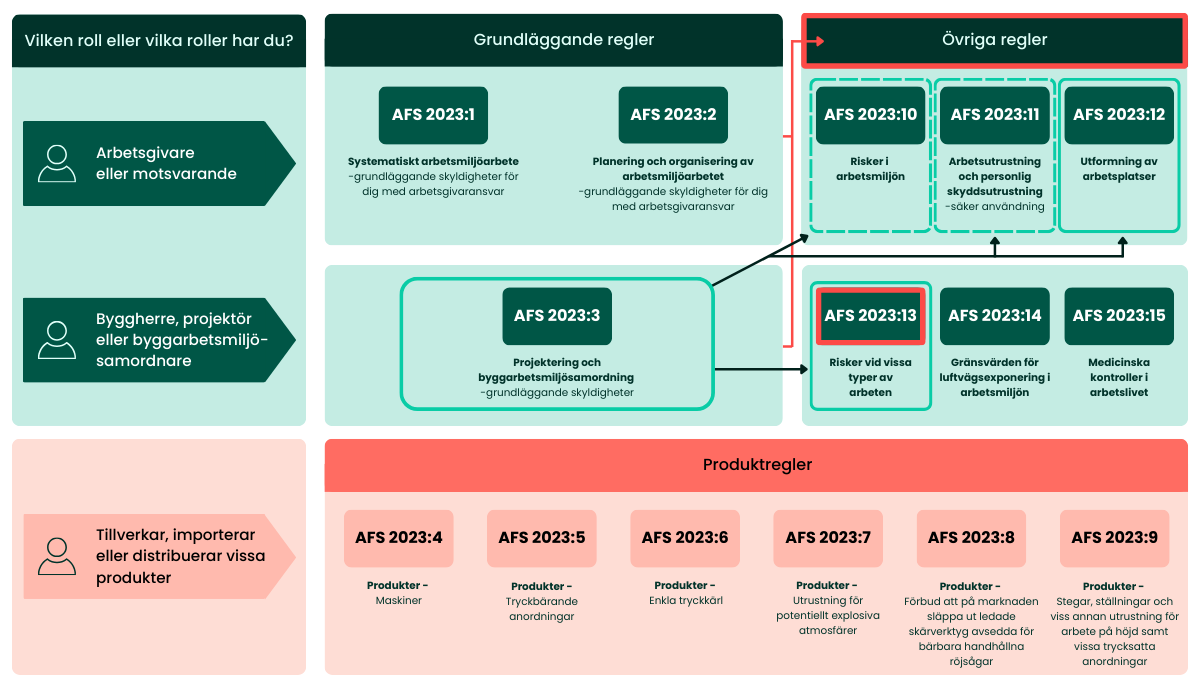 Vilken roll eller vilka roller har du?
Grundläggande regler
Övriga regler
Arbetsgivare
eller motsvarande
AFS 2023:1
Systematiskt arbetsmiljöarbete
-grundläggande skyldigheter för
dig med arbetsgivaransvar
AFS 2023:2
Planering och organisering av
arbetsmiljöarbetet
-grundläggande skyldigheter för dig
med arbetsgivaransvar
AFS 2023:10
Risker i
arbetsmiljön
AFS 2023:11
Arbetsutrustning
och personlig
skyddsutrustning
-säker användning
AFS 2023:12
Utformning av
arbetsplatser
Byggherre, projektör
eller byggarbetsmiljö-
samordnare
AFS 2023:3
Projektering och
byggarbetsmiljösamordning
-grundläggande skyldigheter
AFS 2023:13
Risker vid vissa
typer av
arbeten
AFS 2023:14
Gränsvärden för
luftvägsexponering i
arbetsmiljön
AFS 2023:15
Medicinska
kontroller i
arbetslivet
Produktregler
Tillverkar, importerar
eller distribuerar vissa
produkter
AFS 2023:4
Produkter -
Maskiner
AFS 2023:5
Produkter -
Tryckbärande
anordningar
AFS 2023:6
Produkter -
Enkla tryckkärl
AFS 2023:7
Produkter -
Utrustning för
potentiellt explosiva
atmosfärer
AFS 2023:8
Produkter -
Förbud att på marknaden
släppa ut ledade
skärverktyg avsedda för
bärbara handhållna
röjsågar
AFS 2023:9
Produkter -
Stegar, ställningar och
viss annan utrustning för
arbete på höjd samt
vissa trycksatta
anordningar